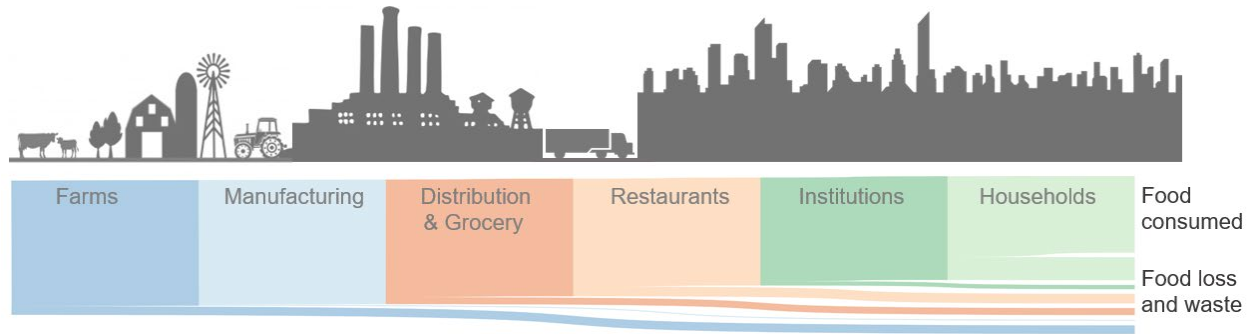 Farms
Manufacturing
Distribution
& Grocery
Restaurants
Institutions
Households
Food
consumed
Food loss
and waste